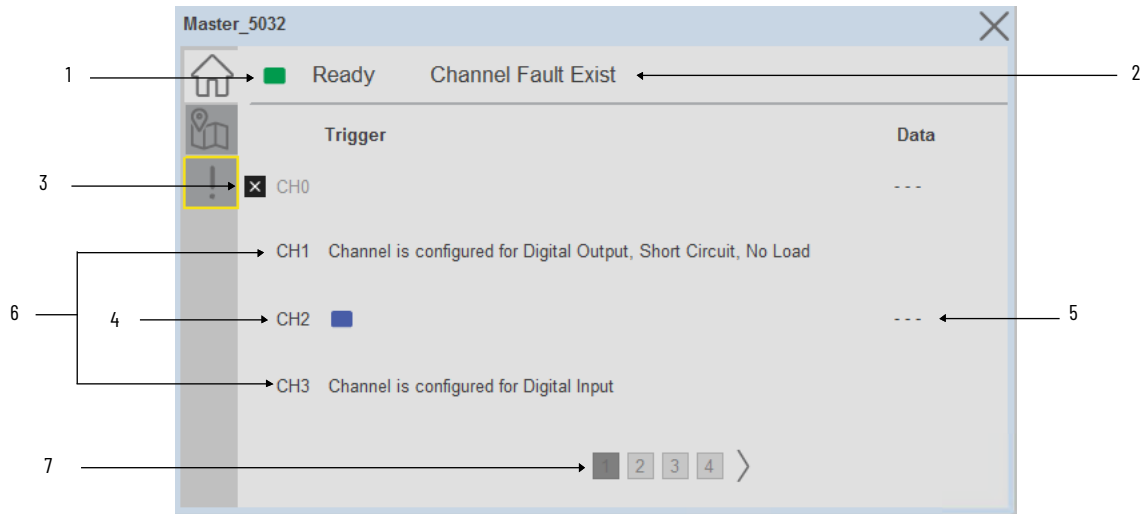 Master_5032
1 Ready Channel Fault Exist 2
Trigger Data
3 CH0 - - -
CH1 Channel is configured for Digital Output, Short Circuit, No Load
6 4 CH2 - - - 5
CH3 Channel is configured for Digital Input
7 1 2 3 4